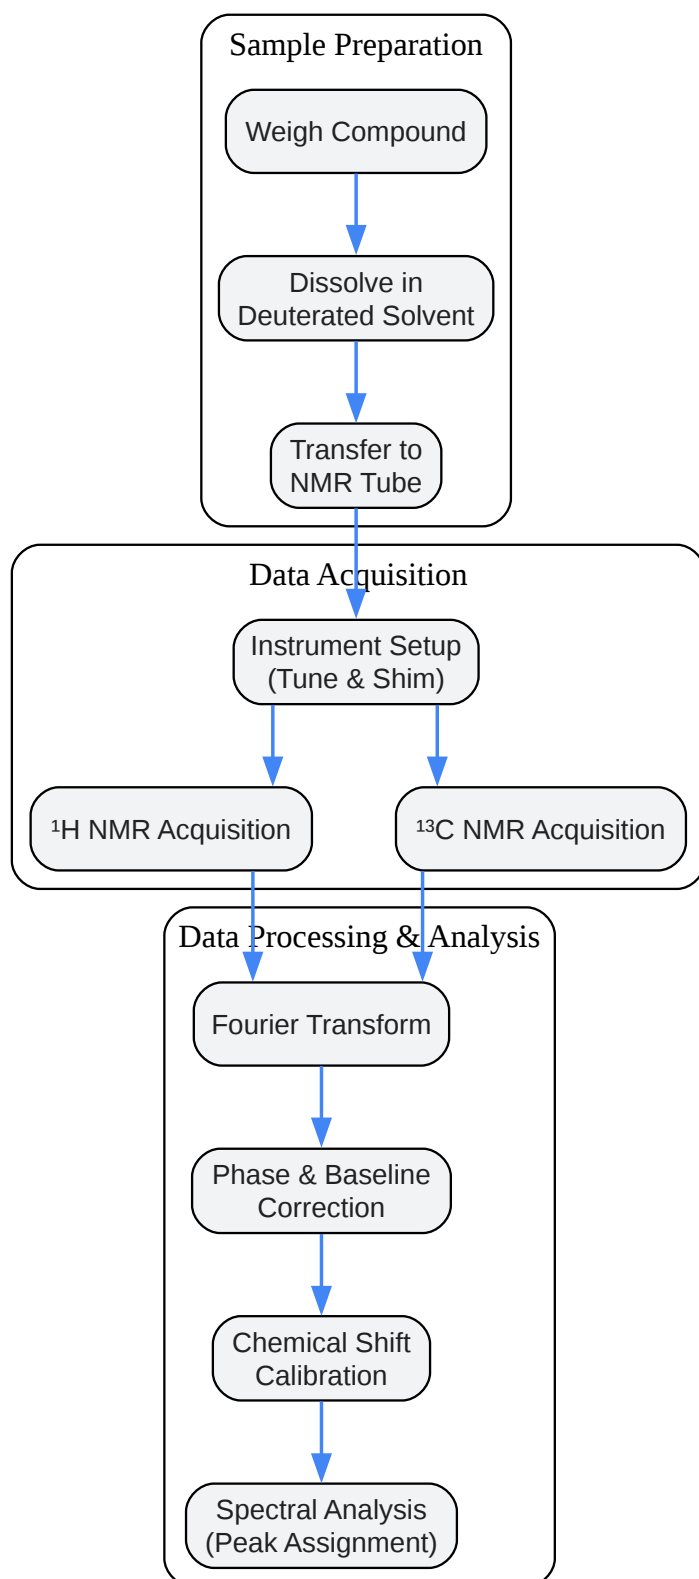 Sample Preparation
Weigh Compound
Dissolve in
Deuterated Solvent
Transfer to
NMR Tube
Data Acquisition
Instrument Setup
(Tune & Shim)
¹H NMR Acquisition
¹³C NMR Acquisition
Data Processing & Analysis
Fourier Transform
Phase & Baseline
Correction
Chemical Shift
Calibration
Spectral Analysis
(Peak Assignment)